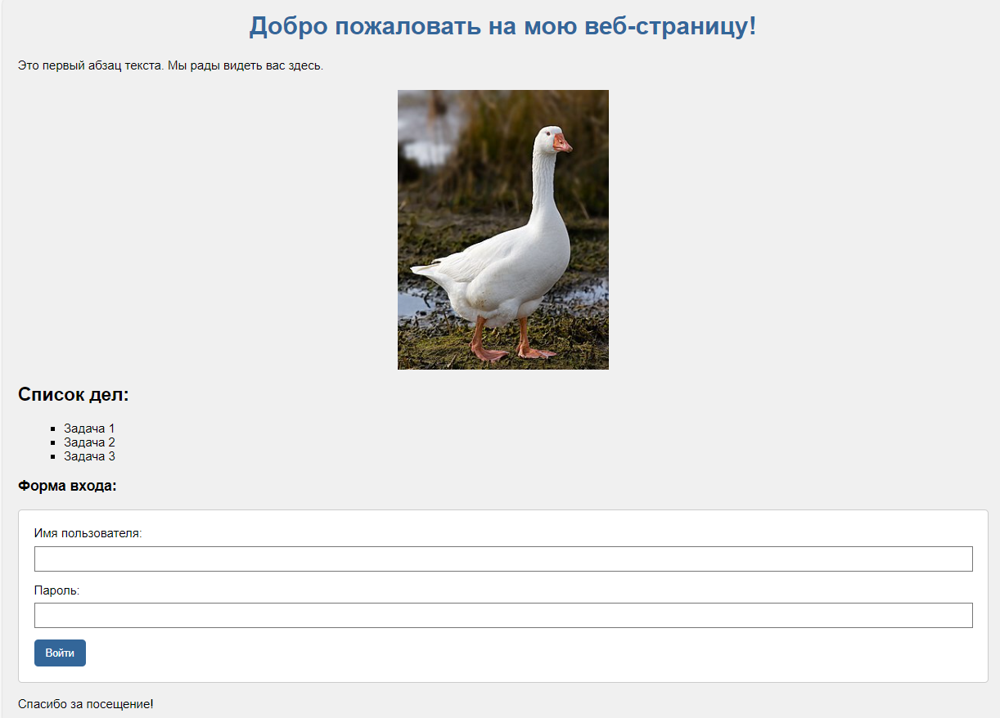 Добро пожаловать на мою веб-страницу!
Это первый абзац текста. Мы рады видеть вас здесь.
Список дел:
Задача 1
Задача 2
Задача 3
Форма входа:
Имя пользователя:
Пароль:
Войти
Спасибо за посещение!